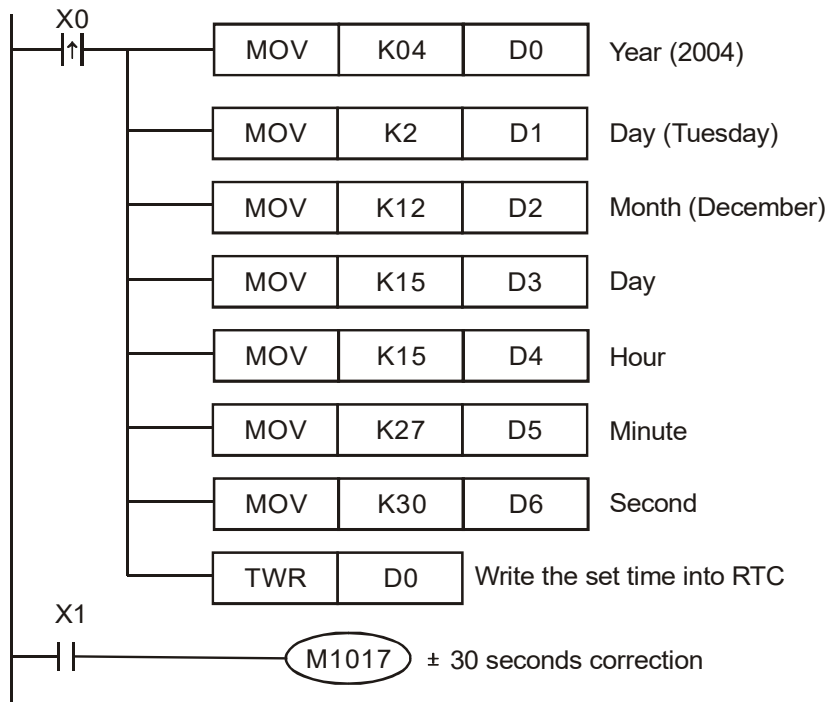 X0
MOV K04 D0 Year (2004)
MOV K2 D1 Day (Tuesday)
MOV K12 D2 Month (December)
MOV K15 D3 Day
MOV K15 D4 Hour
MOV K27 D5 Minute
MOV K30 D6 Second
TWR D0 Write the set time into RTC
X1
M1017 ± 30 seconds correction